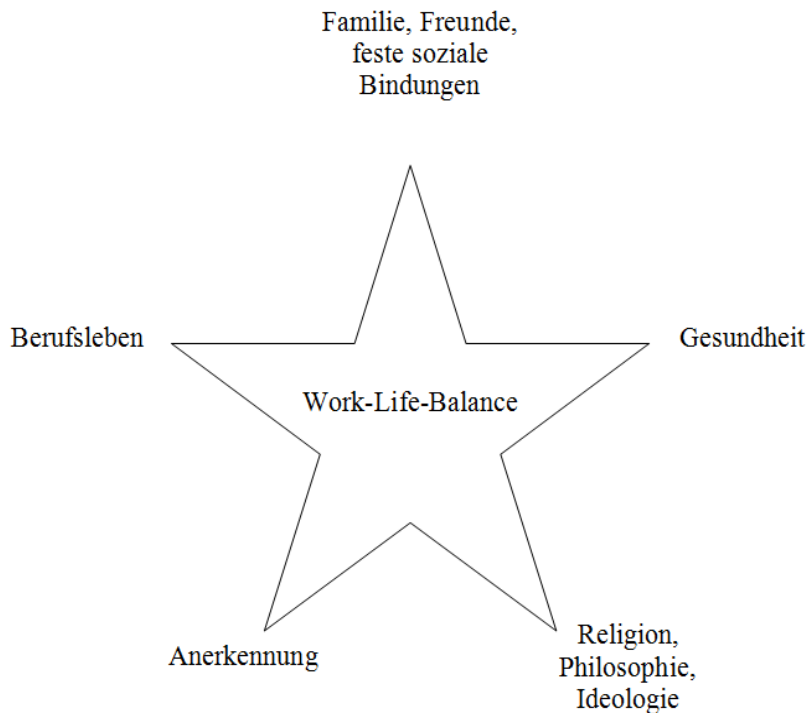 Familie, Freunde,
feste soziale
Bindungen
Berufsleben
Gesundheit
Work-Life-Balance
Anerkennung
Religion,
Philosophie,
Ideologie